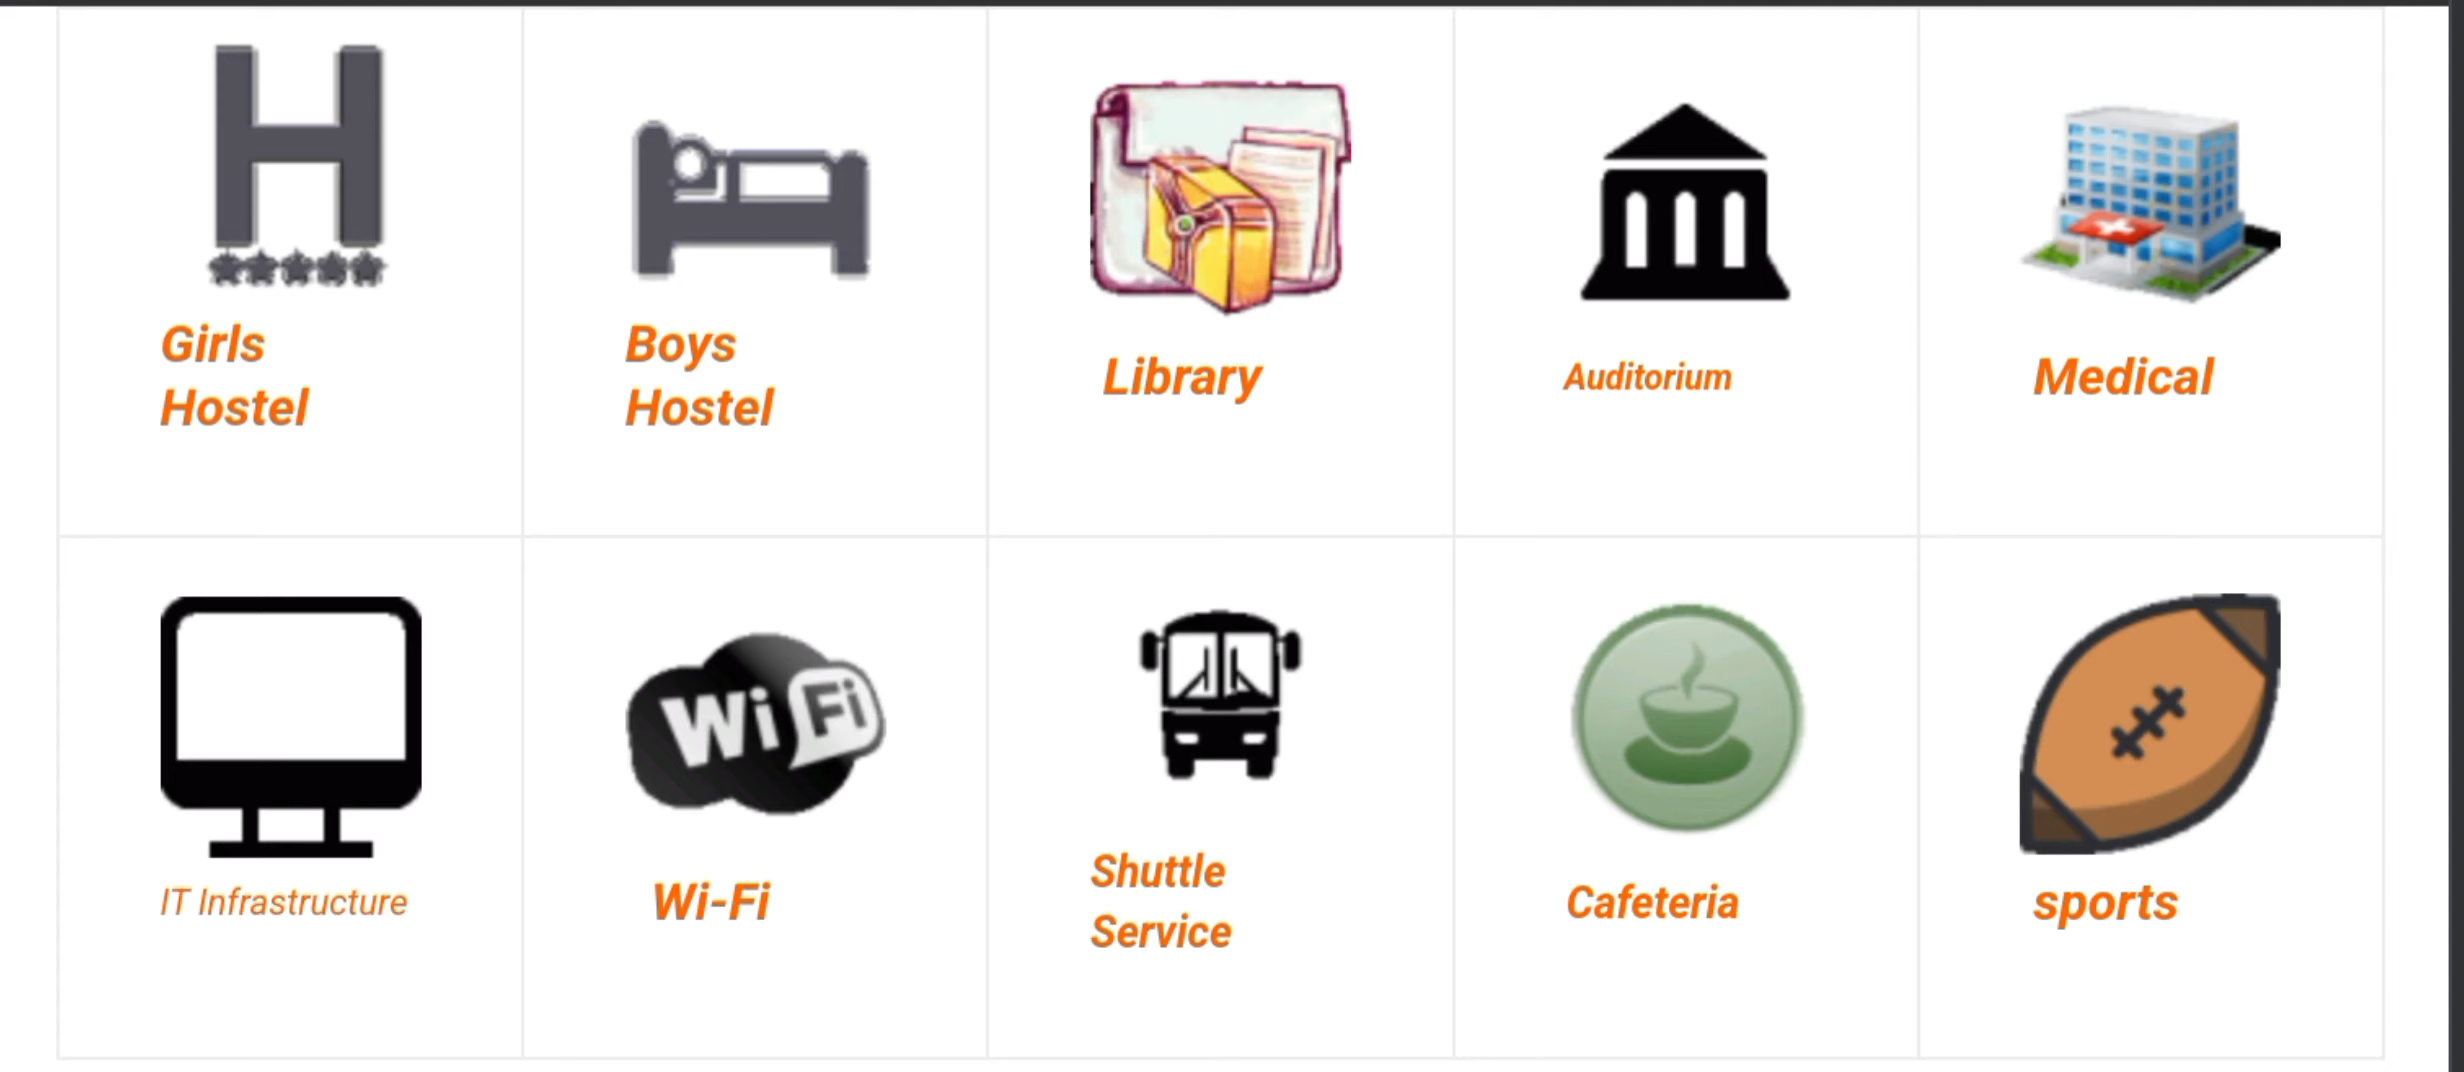 Girls
Hostel
Boys
Hostel
Library
Auditorium
Medical
IT Infrastructure
Wi Fi
Wi-Fi
Shuttle
Service
Cafeteria
sports